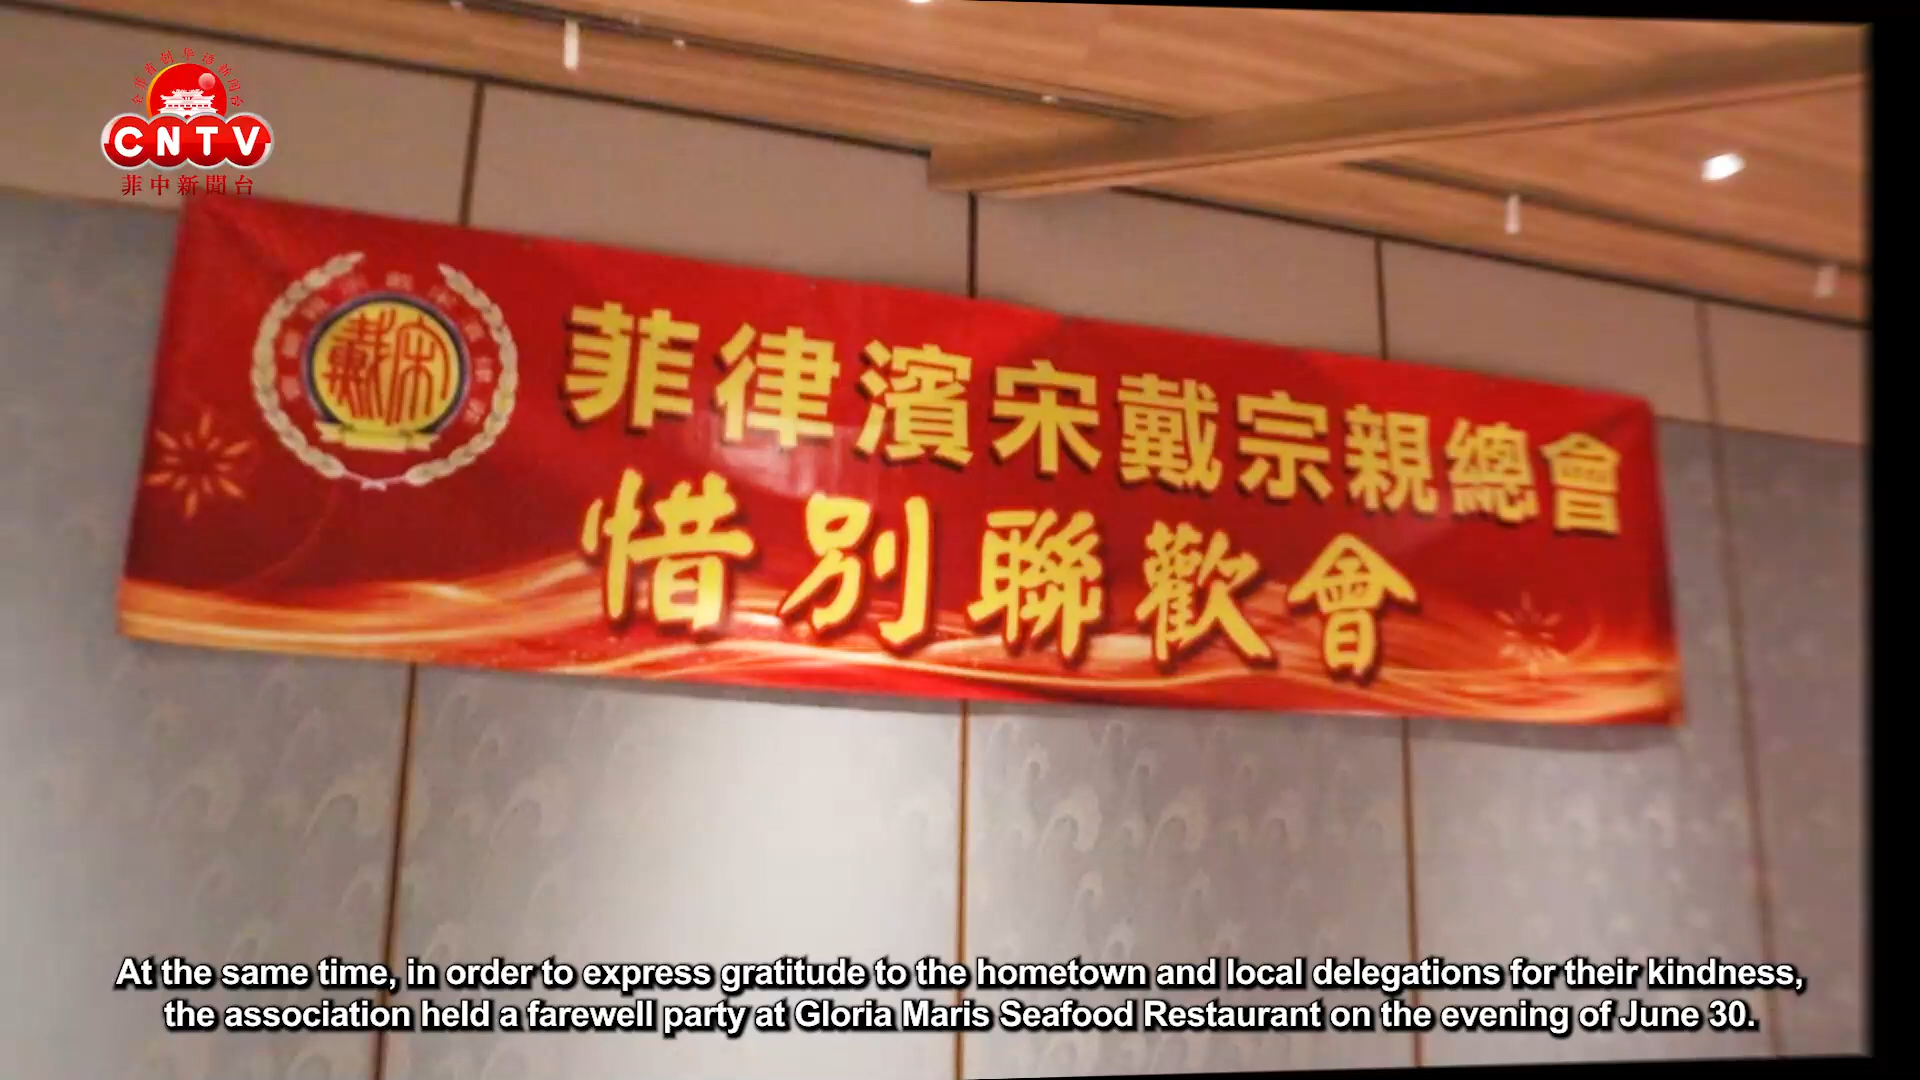 CNTV
菲中新聞台
菲律濱宋戴宗親總會
惜別聯歡會
At the same time, in order to express gratitude to the hometown and local delegations for their kindness,
the association held a farewell party at Gloria Maris Seafood Restaurant on the evening of June 30.